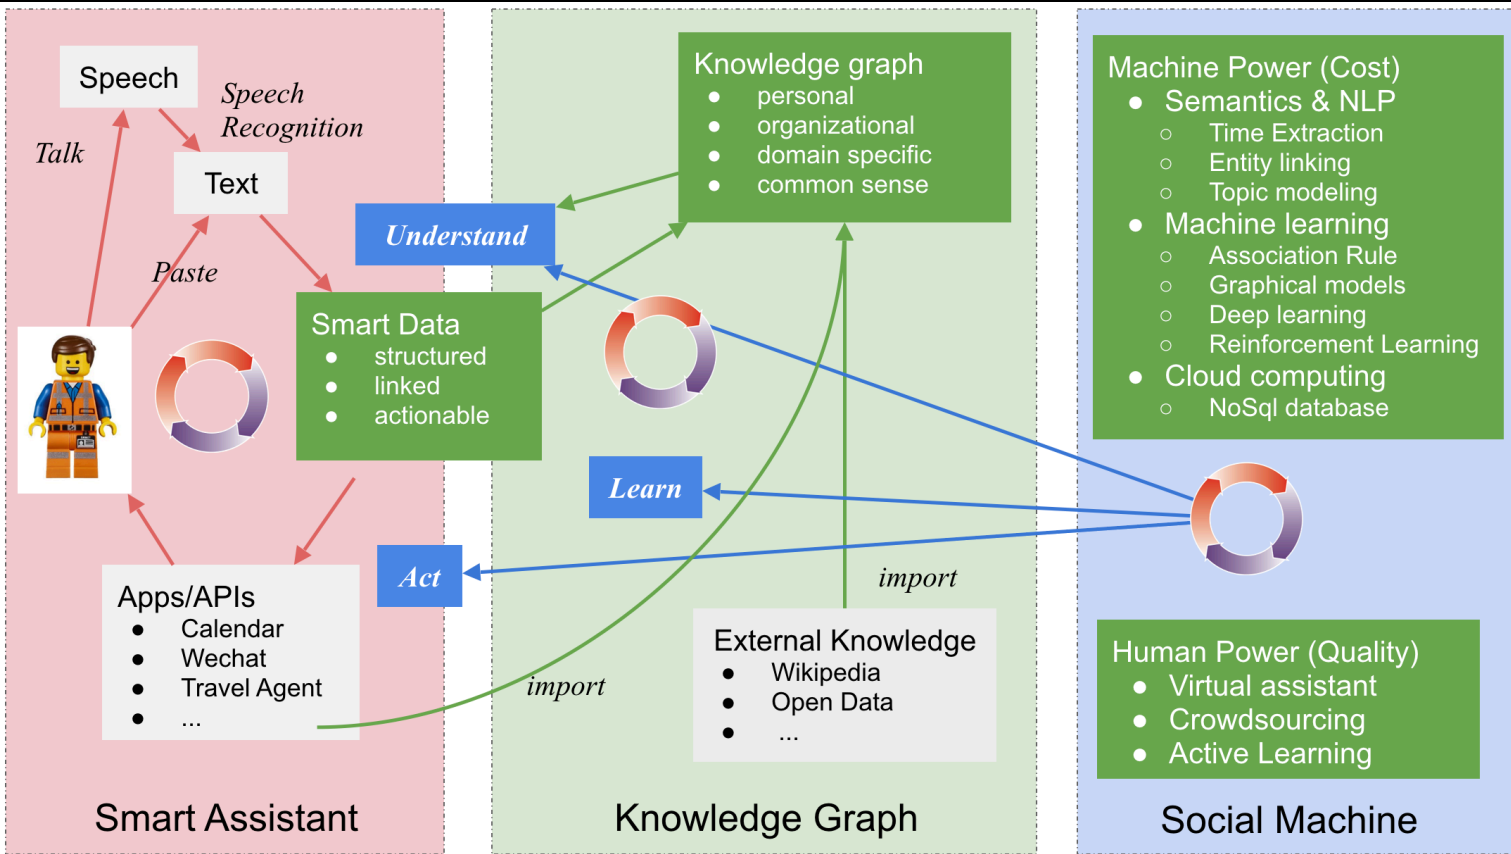 Speech
Speech
Recognition
Talk
Text
Paste
Understand
Smart Data
● structured
● linked
● actionable
Act
Apps/APIs
● Calendar
● Wechat
● Travel Agent
● ...
import
Smart Assistant
Knowledge graph
● personal
● organizational
● domain specific
● common sense
Learn
import
External Knowledge
● Wikipedia
● Open Data
● ...
Knowledge Graph
Machine Power (Cost)
● Semantics & NLP
○ Time Extraction
○ Entity linking
○ Topic modeling
● Machine learning
○ Association Rule
○ Graphical models
○ Deep learning
○ Reinforcement Learning
● Cloud computing
○ NoSql database
Human Power (Quality)
● Virtual assistant
● Crowdsourcing
● Active Learning
Social Machine